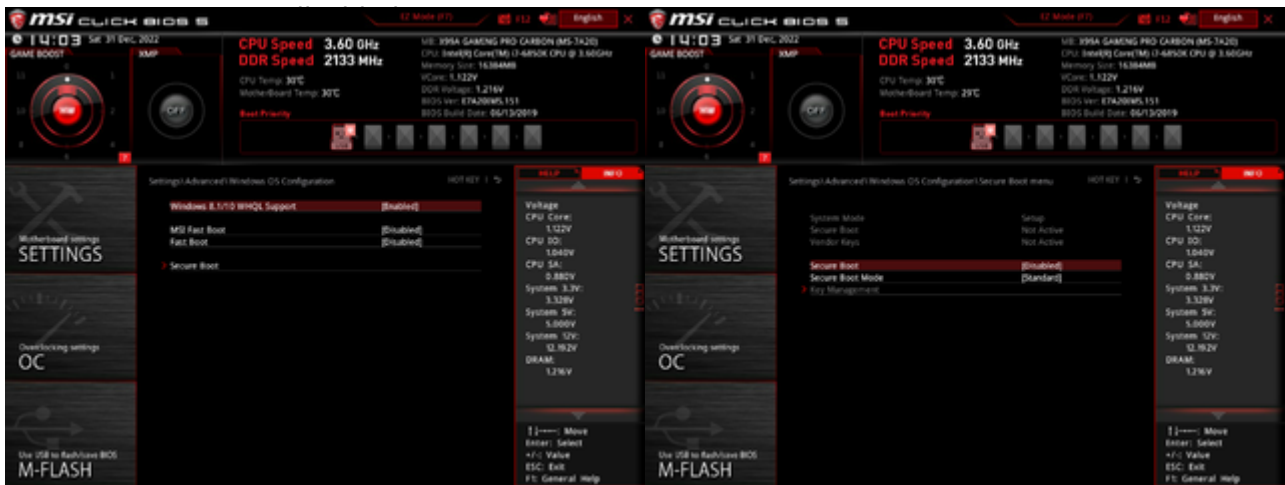 msi CLICK BIOS 5
EZ Mode (F7)
F12
English
X
14:03 Sat 31 Dec, 2022
GAME BOOST
XMP
OFF
CPU Speed 3.60 GHz
DDR Speed 2133 MHz
CPU Temp: 30°C
MotherBoard Temp: 30°C
Boot Priority
MB: X99A GAMING PRO CARBON (MS-7A20)
CPU: Intel(R) Core(TM) i7-6850K CPU @ 3.60GHz
Memory Size: 16384MB
VCore: 1.122V
DDR Voltage: 1.216V
BIOS Ver: E7A20IMS.151
BIOS Build Date: 06/13/2019
Motherboard settings
SETTINGS
Overclocking settings
OC
Use USB to flash/save BIOS
M-FLASH
Settings\Advanced\Windows OS Configuration
HOT KEY
Windows 8.1/10 WHQL Support [Enabled]
MSI Fast Boot [Disabled]
Fast Boot [Disabled]
> Secure Boot
HELP
INFO
Voltage
CPU Core:
1.122V
CPU IO:
1.040V
CPU SA:
0.880V
System 3.3V:
3.328V
System 5V:
5.000V
System 12V:
12.192V
DRAM:
1.216V
Move
Enter: Select
+/-: Value
ESC: Exit
F1: General Help
msi CLICK BIOS 5
EZ Mode (F7)
F12
English
X
14:03 Sat 31 Dec, 2022
GAME BOOST
XMP
OFF
CPU Speed 3.60 GHz
DDR Speed 2133 MHz
CPU Temp: 30°C
MotherBoard Temp: 29°C
Boot Priority
MB: X99A GAMING PRO CARBON (MS-7A20)
CPU: Intel(R) Core(TM) i7-6850K CPU @ 3.60GHz
Memory Size: 16384MB
VCore: 1.122V
DDR Voltage: 1.216V
BIOS Ver: E7A20IMS.151
BIOS Build Date: 06/13/2019
Motherboard settings
SETTINGS
Overclocking settings
OC
Use USB to flash/save BIOS
M-FLASH
Settings\Advanced\Windows OS Configuration\Secure Boot menu
HOT KEY
System Mode Setup
Secure Boot Not Active
Vendor Keys Not Active
Secure Boot [Disabled]
Secure Boot Mode [Standard]
> Key Management
HELP
INFO
Voltage
CPU Core:
1.122V
CPU IO:
1.040V
CPU SA:
0.880V
System 3.3V:
3.328V
System 5V:
5.000V
System 12V:
12.192V
DRAM:
1.216V
Move
Enter: Select
+/-: Value
ESC: Exit
F1: General Help